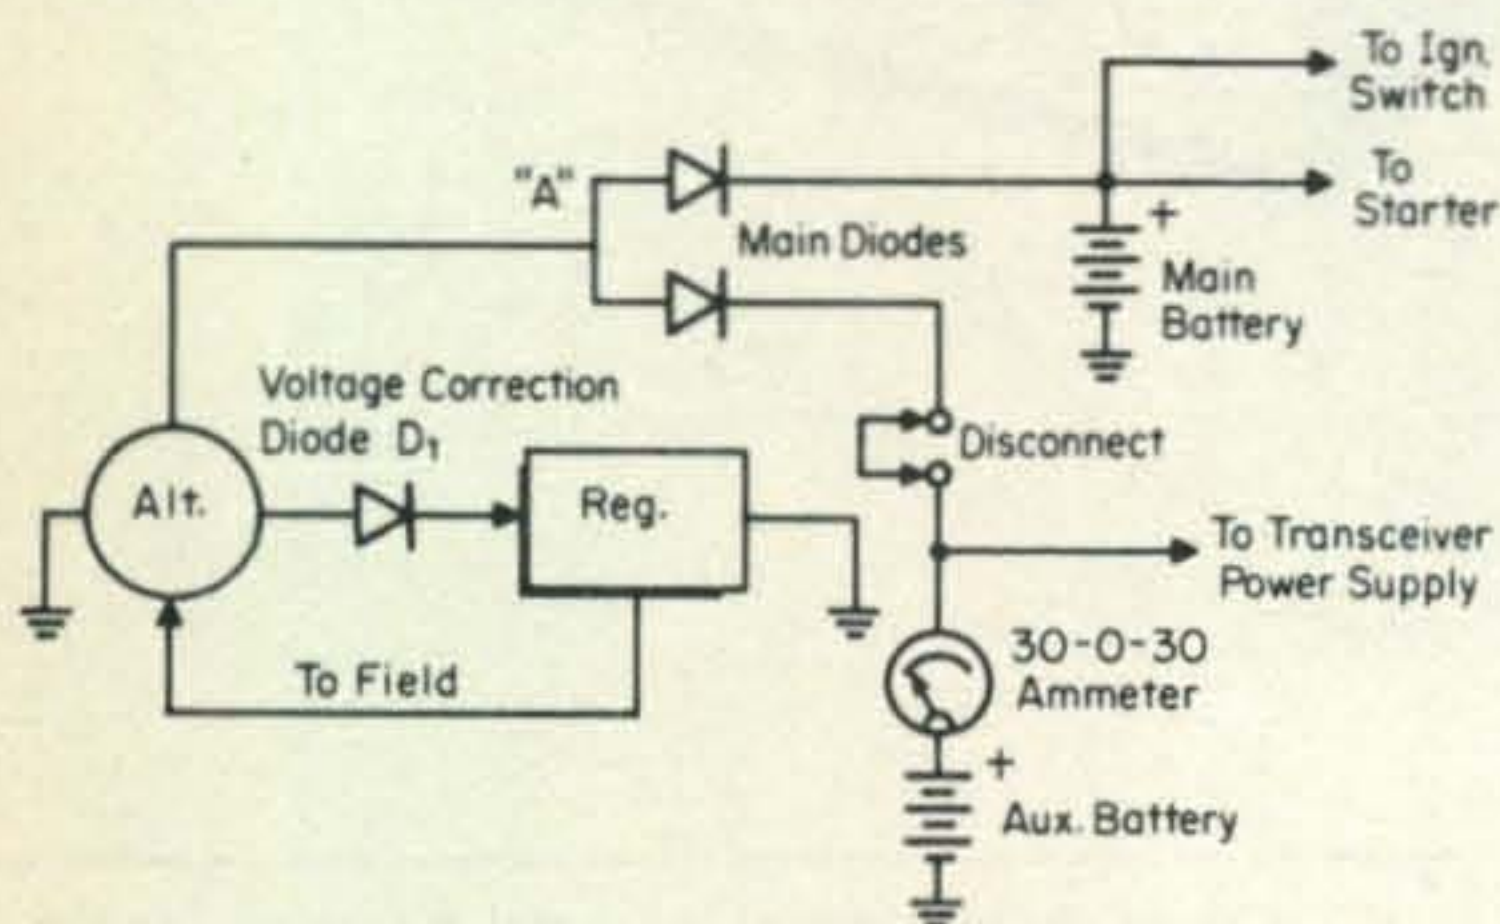 To Ign.
Switch
"A"
To
Starter
Main Diodes
+
Main
Battery
Voltage Correction
Diode D1
Disconnect
Alt.
Reg.
To Transceiver
Power Supply
To Field
30-0-30
Ammeter
+
Aux. Battery